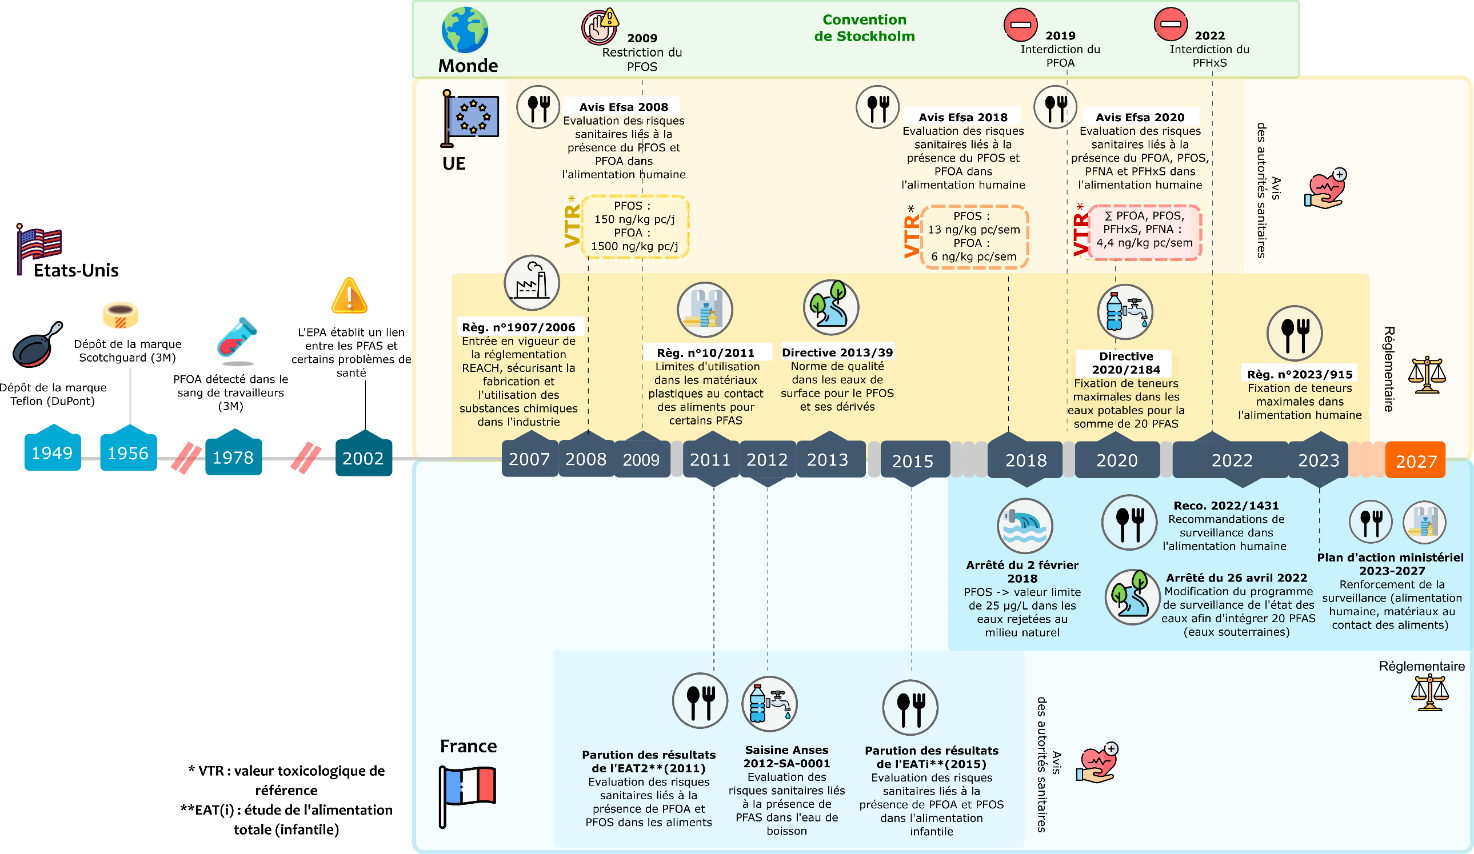 Monde
Convention
de Stockholm
2009
Restriction du
PFOS
2019
Interdiction du
PFOA
2022
Interdiction du
PFHxS
UE
Avis Efsa 2008
Evaluation des risques
sanitaires liés à la
présence du PFOS et
PFOA dans
l'alimentation humaine
VTR*
PFOS :
150 ng/kg pc/j
PFOA :
1500 ng/kg pc/j
Avis Efsa 2018
Evaluation des risques
sanitaires liés à la
présence du PFOS et
PFOA dans
l'alimentation humaine
VTR*
PFOS :
13 ng/kg pc/sem
PFOA :
6 ng/kg pc/sem
Avis Efsa 2020
Evaluation des risques
sanitaires liés à la
présence du PFOA, PFOS,
PFNA et PFHxS dans
l'alimentation humaine
VTR*
Σ PFOA, PFOS,
PFHxS, PFNA :
4,4 ng/kg pc/sem
Avis
des autorités sanitaires
Etats-Unis
Dépôt de la marque
Teflon (DuPont)
Dépôt de la marque
Scotchguard (3M)
PFOA détecté dans le
sang de travailleurs
(3M)
L'EPA établit un lien
entre les PFAS et
certains problèmes de
santé
Règ. n°1907/2006
Entrée en vigueur de
la réglementation
REACH, sécurisant la
fabrication et
l'utilisation des
substances chimiques
dans l'industrie
Règ. n°10/2011
Limites d'utilisation
dans les matériaux
plastiques au contact
des aliments pour
certains PFAS
Directive 2013/39
Norme de qualité
dans les eaux de
surface pour le PFOS
et ses dérivés
Directive
2020/2184
Fixation de teneurs
maximales dans les
eaux potables pour la
somme de 20 PFAS
Règ. n°2023/915
Fixation de teneurs
maximales dans
l'alimentation humaine
Réglementaire
1949
1956
1978
2002
2007
2008
2009
2011
2012
2013
2015
2018
2020
2022
2023
2027
Arrêté du 2 février
2018
PFOS -> valeur limite
de 25 µg/L dans les
eaux rejetées au
milieu naturel
Reco. 2022/1431
Recommandations de
surveillance dans
l'alimentation humaine
Arrêté du 26 avril 2022
Modification du programme
de surveillance de l'état des
eaux afin d'intégrer 20 PFAS
(eaux souterraines)
Plan d'action ministériel
2023-2027
Renforcement de la
surveillance (alimentation
humaine, matériaux au
contact des aliments)
Réglementaire
France
Parution des résultats
de l'EAT2**(2011)
Evaluation des risques
sanitaires liés à la
présence de PFOA et
PFOS dans les aliments
Saisine Anses
2012-SA-0001
Evaluation des
risques sanitaires liés
à la présence de
PFAS dans l'eau de
boisson
Parution des résultats
de l'EATi**(2015)
Evaluation des risques
sanitaires liés à la
présence de PFOA et PFOS
dans l'alimentation
infantile
Avis
des autorités sanitaires
* VTR : valeur toxicologique de
référence
**EAT(i) : étude de l'alimentation
totale (infantile)